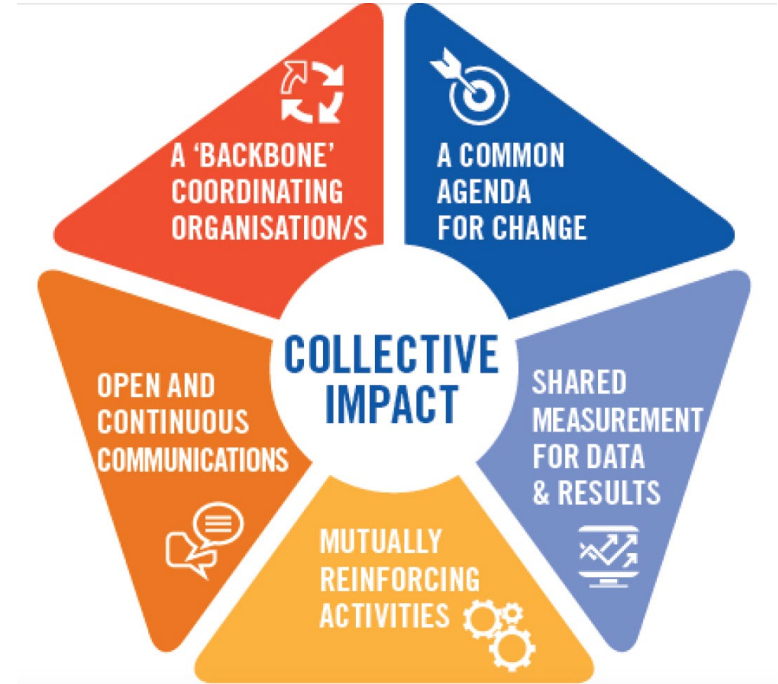 A ‘BACKBONE’
COORDINATING
ORGANISATION/S
A COMMON
AGENDA
FOR CHANGE
COLLECTIVE
IMPACT
OPEN AND
CONTINUOUS
COMMUNICATIONS
SHARED
MEASUREMENT
FOR DATA
& RESULTS
MUTUALLY
REINFORCING
ACTIVITIES